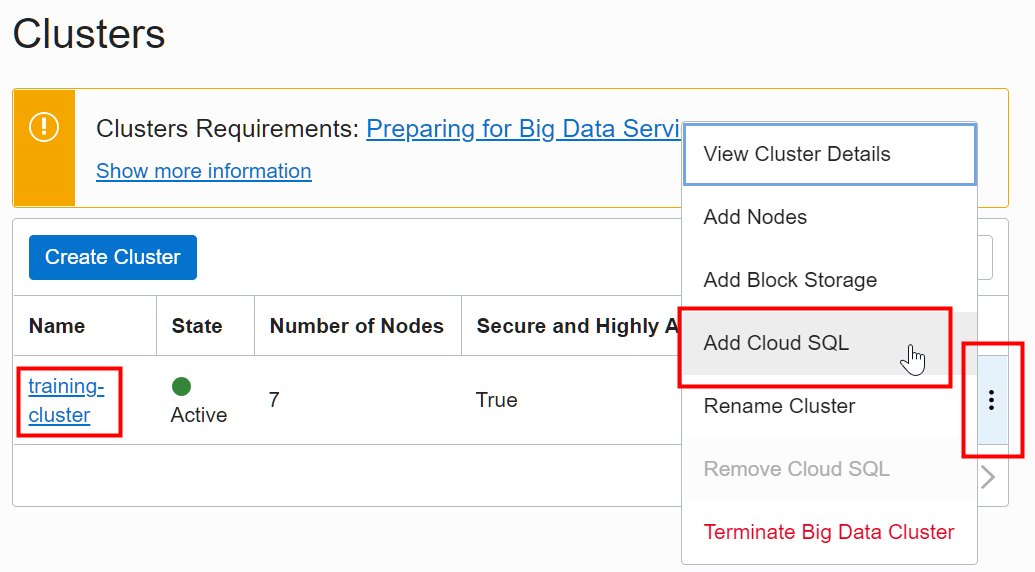 Clusters
Clusters Requirements: Preparing for Big Data Servi
Show more information
Create Cluster
Name State Number of Nodes Secure and Highly A
training-
cluster
Active
7
True
View Cluster Details
Add Nodes
Add Block Storage
Add Cloud SQL
Rename Cluster
Remove Cloud SQL
Terminate Big Data Cluster